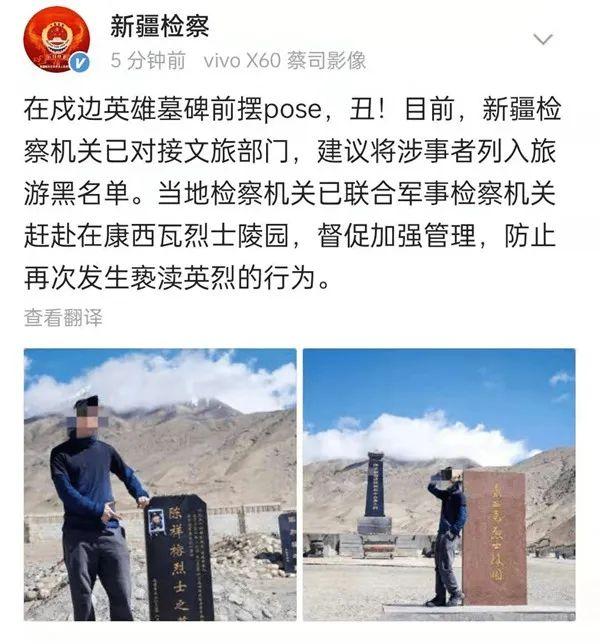 新疆检察
5 分钟前 vivo X60 蔡司影像
在戍边英雄墓碑前摆pose，丑！目前，新疆检
察机关已对接文旅部门，建议将涉事者列入旅
游黑名单。当地检察机关已联合军事检察机关
赶赴在康西瓦烈士陵园，督促加强管理，防止
再次发生亵渎英烈的行为。
查看翻译
陈祥榕烈士之墓
康西瓦烈士陵园